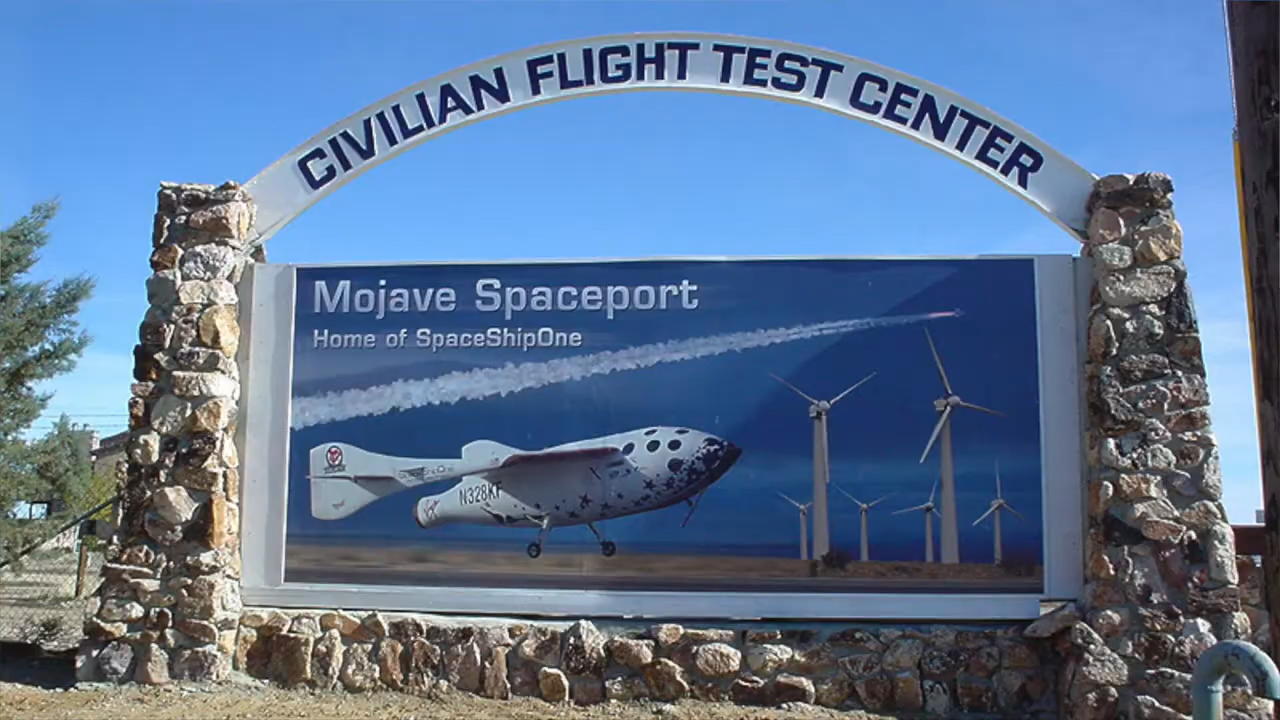 CIVILIAN FLIGHT TEST CENTER
Mojave Spaceport
Home of SpaceShipOne
N328KF